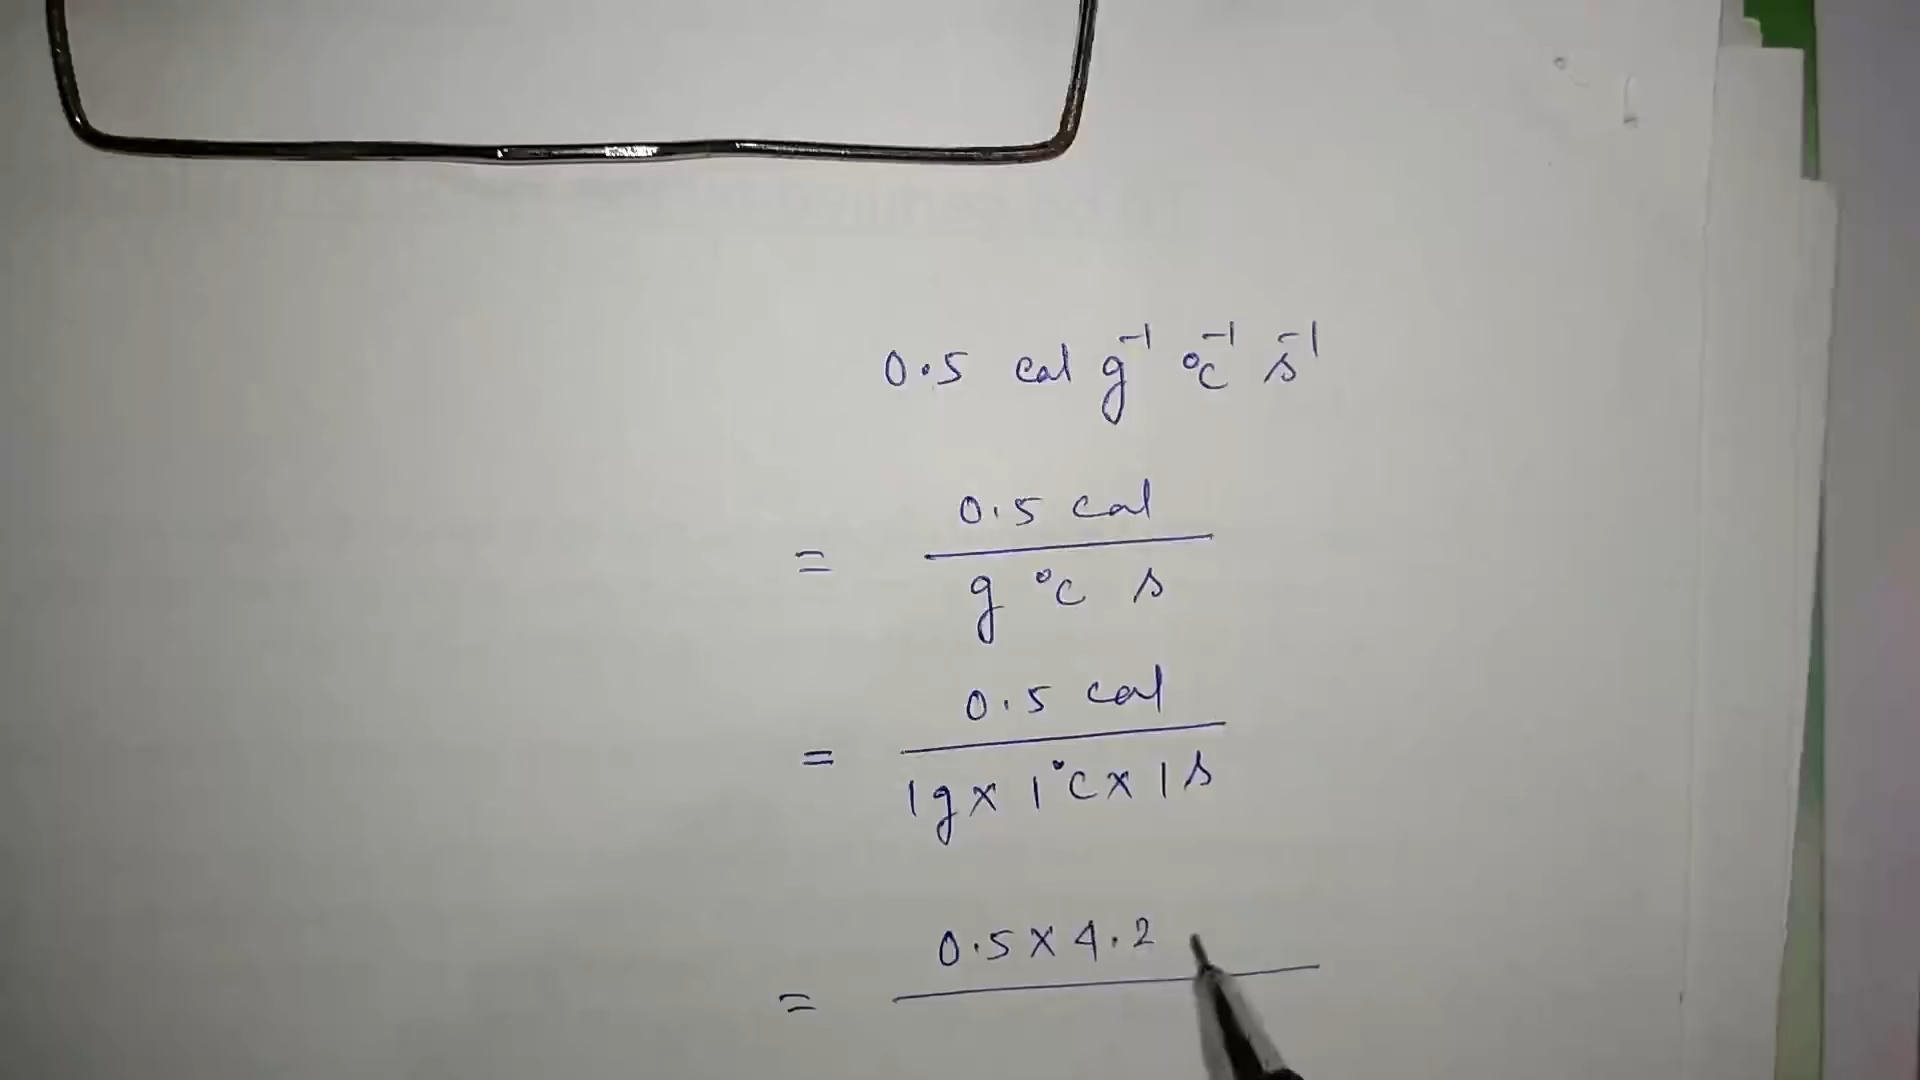 0.5 cal g⁻¹ °C⁻¹ s⁻¹
= 0.5 cal / g °C s
= 0.5 cal / 1g x 1°C x 1s
= 0.5 x 4.2